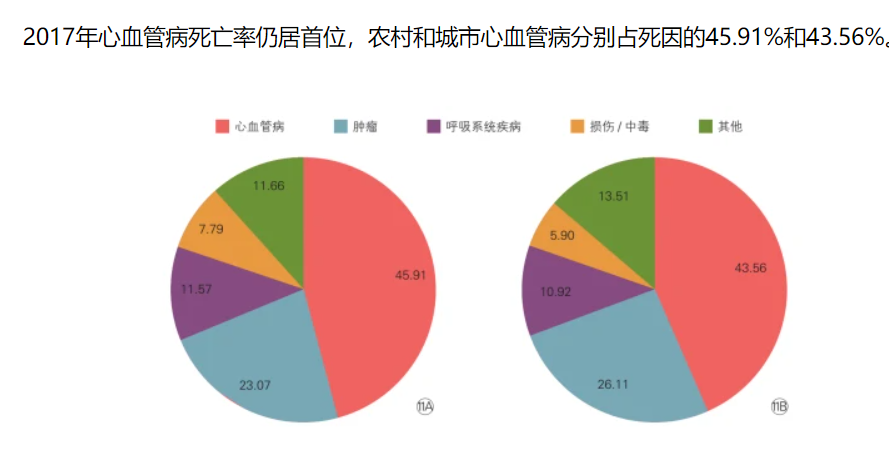 2017年心血管病死亡率仍居首位，农村和城市心血管病分别占死因的45.91%和43.56%。
心血管病 肿瘤 呼吸系统疾病 损伤/中毒 其他
11.66 13.51
7.79 5.90
45.91 43.56
11.57 10.92
23.07 26.11
11A 11B